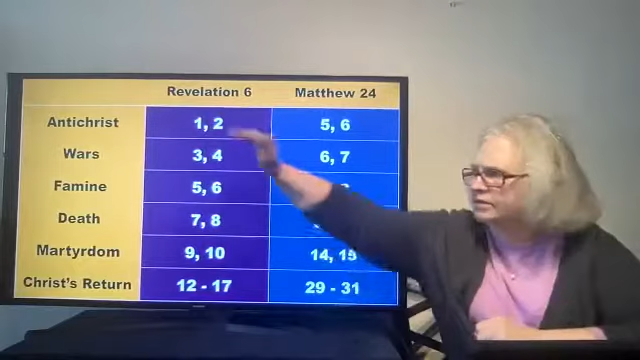 Revelation 6 Matthew 24
Antichrist 1, 2 5, 6
Wars 3, 4 6, 7
Famine 5, 6
Death 7, 8
Martyrdom 9, 10 14, 15
Christ's Return 12 - 17 29 - 31